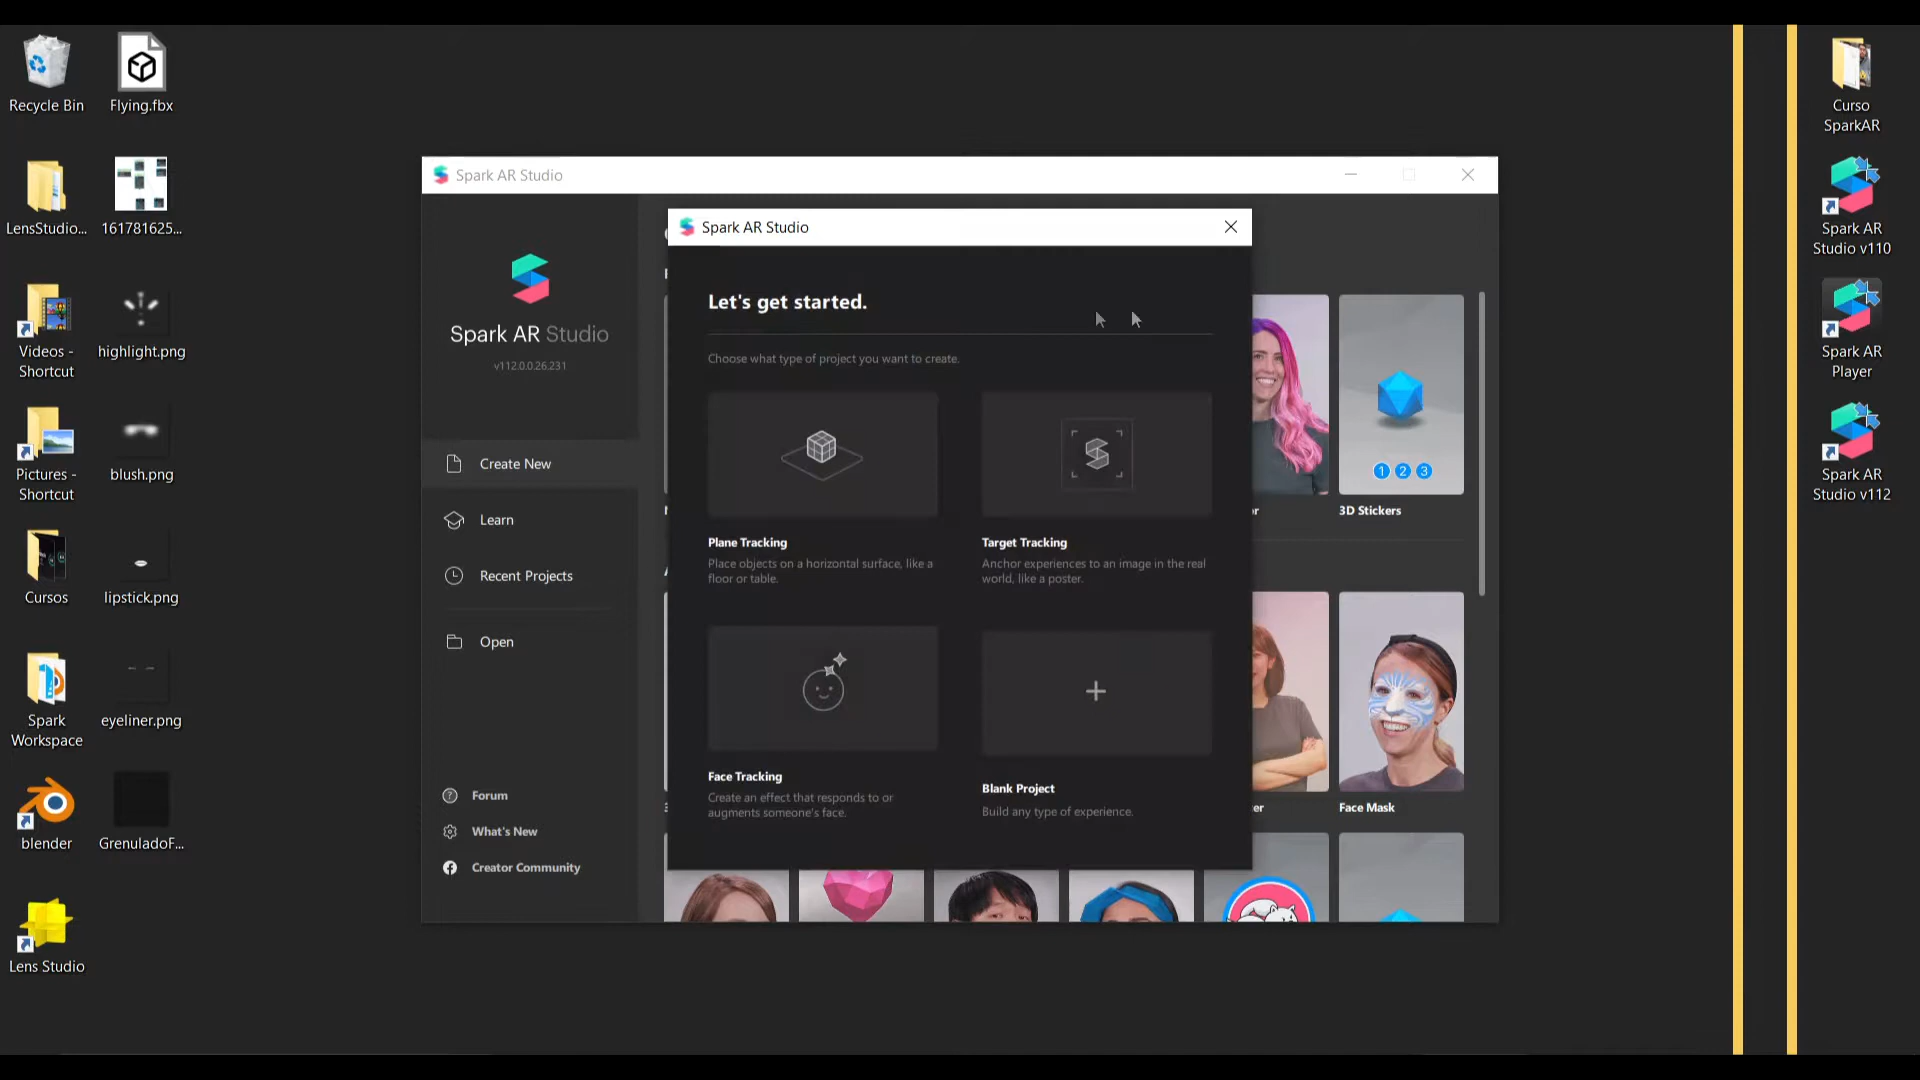 Recycle Bin
Flying.fbx
LensStudio...
161781625...
Videos -
Shortcut
highlight.png
Pictures -
Shortcut
blush.png
Cursos
lipstick.png
Spark
Workspace
eyeliner.png
blender
GrenuladoF...
Lens Studio
Spark AR Studio
Spark AR Studio
v112.0.0.26.231
Create New
Learn
Recent Projects
Open
Forum
What's New
Creator Community
Spark AR Studio
Let's get started.
Choose what type of project you want to create.
Plane Tracking
Place objects on a horizontal surface, like a
floor or table.
Target Tracking
Anchor experiences to an image in the real
world, like a poster.
Face Tracking
Create an effect that responds to or
augments someone's face.
Blank Project
Build any type of experience.
1 2 3
3D Stickers
Face Mask
Curso
SparkAR
Spark AR
Studio v110
Spark AR
Player
Spark AR
Studio v112